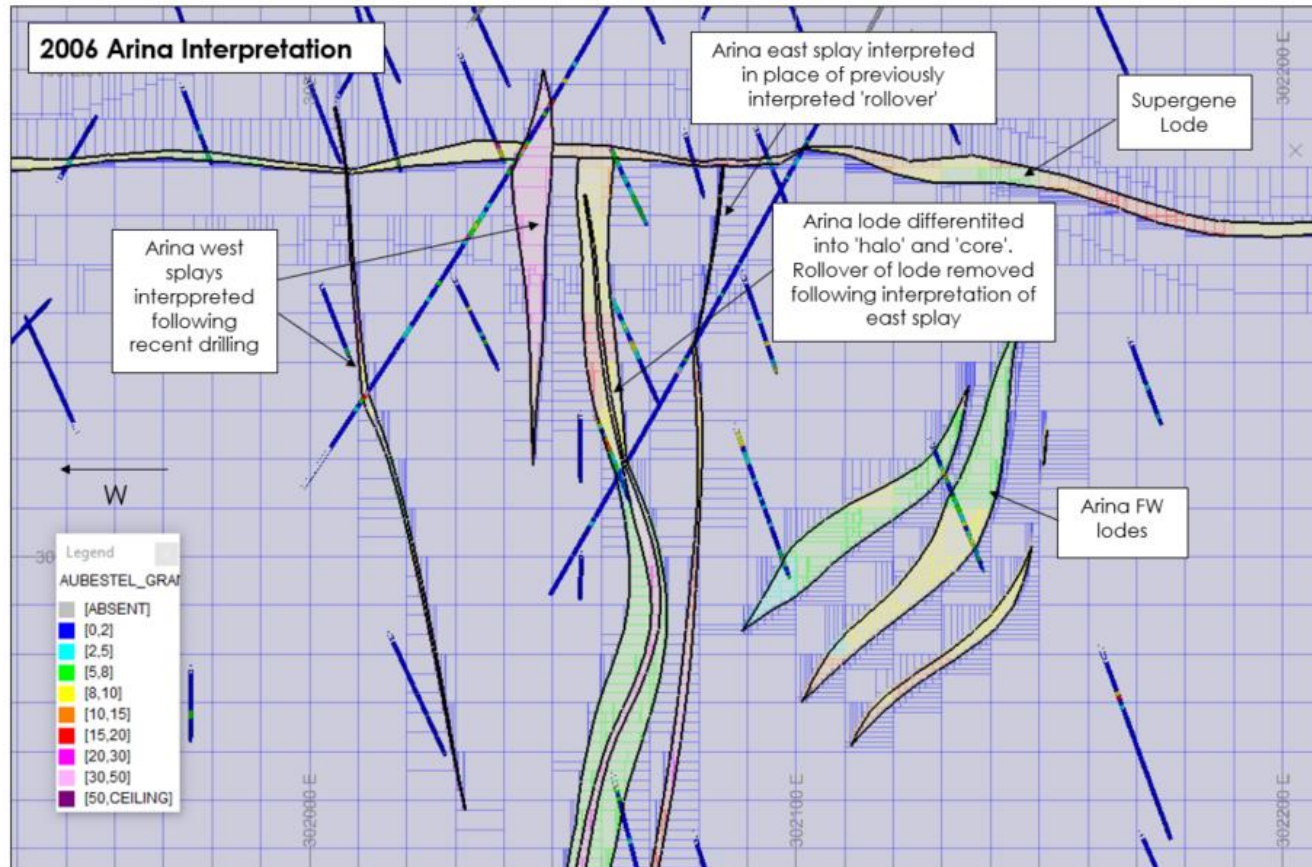 2006 Arina Interpretation
Arina east splay interpreted
in place of previously
interpreted 'rollover'
302200 E
Supergene
Lode
Arina west
splays
interppreted
following
recent drilling
Arina lode differentited
into 'halo' and 'core'.
Rollover of lode removed
following interpretation of
east splay
W
Arina FW
lodes
Legend
AUBESTEL_GRA
[ABSENT]
[0,2]
[2,5]
[5,8]
[8,10]
[10,15]
[15,20]
[20,30]
[30,50]
[50,CEILING]
302000 E
302100 E
302200 E